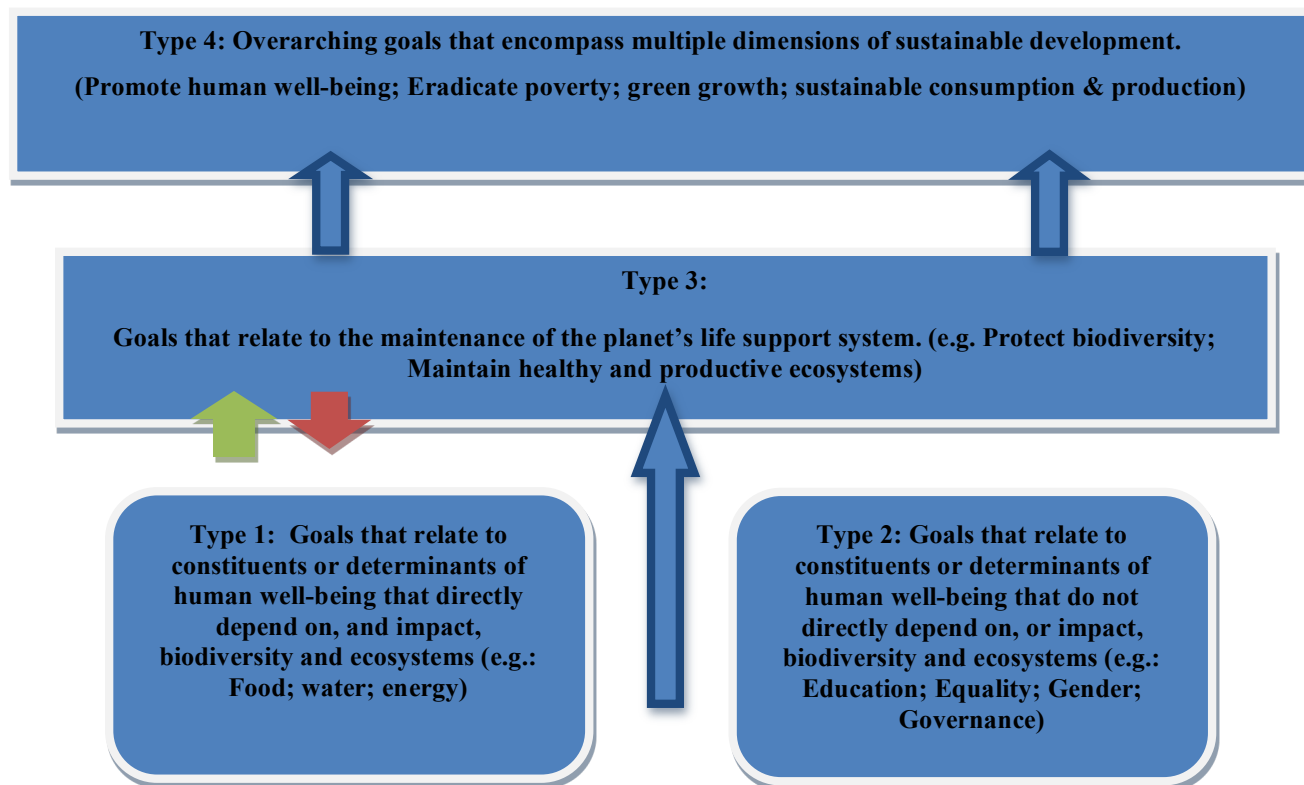 Type 4: Overarching goals that encompass multiple dimensions of sustainable development.
(Promote human well-being; Eradicate poverty; green growth; sustainable consumption & production)
Type 3:
Goals that relate to the maintenance of the planet’s life support system. (e.g. Protect biodiversity;
Maintain healthy and productive ecosystems)
Type 1:  Goals that relate to
constituents or determinants of
human well-being that directly
depend on, and impact,
biodiversity and ecosystems (e.g.:
Food; water; energy)
Type 2: Goals that relate to
constituents or determinants of
human well-being that do not
directly depend on, or impact,
biodiversity and ecosystems (e.g.:
Education; Equality; Gender;
Governance)